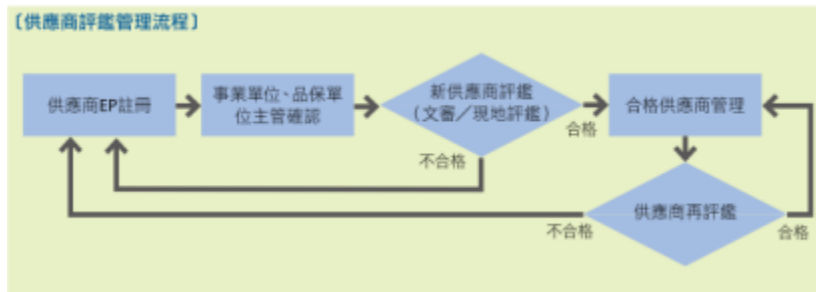 〔供應商評鑑管理流程〕
供應商EP註冊
事業單位、品保單
位主管確認
新供應商評鑑
(文審／現地評鑑)
合格
合格供應商管理
不合格
供應商再評鑑
不合格
合格